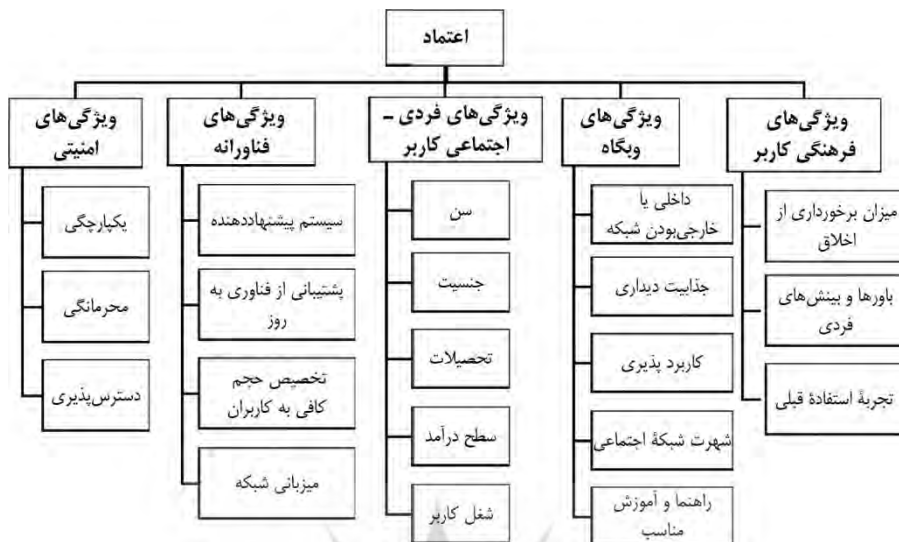 اعتماد
ویژگی‌های
فرهنگی کاربر
میزان برخورداری از
اخلاق
باورها و بینش‌های
فردی
تجربۀ استفادۀ قبلی
ویژگی‌های
وبگاه
داخلی یا
خارجی‌بودن شبکه
جذابیت دیداری
کاربرد پذیری
شهرت شبکۀ اجتماعی
راهنما و آموزش
مناسب
ویژگی‌های فردی –
اجتماعی کاربر
سن
جنسیت
تحصیلات
سطح درآمد
شغل کاربر
ویژگی‌های
فناورانه
سیستم پیشنهاددهنده
پشتیبانی از فناوری به
روز
تخصیص حجم
کافی به کاربران
میزبانی شبکه
ویژگی‌های
امنیتی
یکپارچگی
محرمانگی
دسترس‌پذیری